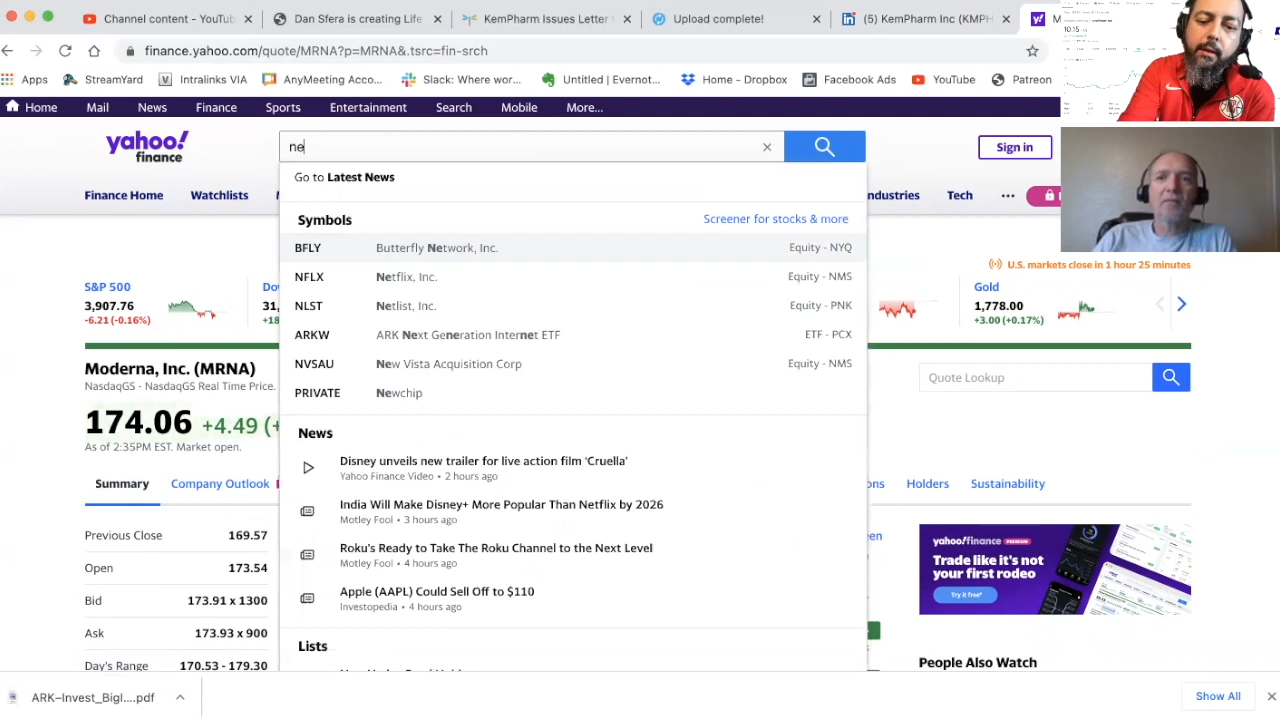 Channel content - YouTub
Dan Sfera is creating Life
KemPharm Issues Letter
Upload complete!
(5) KemPharm Inc (KMPH
finance.yahoo.com/quote/MRNA?p=MRNA&.tsrc=fin-srch
Apps StreamYard Intralinks VIA AnyMeeting Acco... Slack: Where wor... Untitled | Evernot... Home - Dropbox Facebook Ads YouTube Patreon
Home Mail News Finance Sports Entertainment Search Mobile More...
yahoo!
finance
ne
Sign in
Go to Latest News
Finance Home Watchlists
ndustries Tech
Symbols Screener for stocks & more
BFLY Butterfly Network, Inc. Equity - NYQ
NFLX Netflix, Inc. Equity - NMS
NLST Netlist, Inc. Equity - PNK
ARKW ARK Next Generation Internet ETF ETF - PCX
NVSAU New Vista Acquisition Corp Equity - NMS
PRIVATE Newchip
10.15
U.S. markets close in 1 hour 25 minutes
S&P 500
3,907.76
-6.21 (-0.16%)
Do
31,
+18
Gold
1,778.00
+3.00 (+0.17%)
Moderna, Inc. (MRNA)
NasdaqGS - NasdaqGS Real Time Price.
Quote Lookup
174.06 +4.49 (+
As of 2:35PM EST. Market open.
News
Disney unveils new trailer for live action film ‘Cruella’
Yahoo Finance Video • 2 hours ago
India Will Make Disney+ More Popular Than Netflix by 2026
Motley Fool • 3 hours ago
Roku's Ready to Take The Roku Channel to the Next Level
Motley Fool • 4 hours ago
Apple (AAPL) Could Sell Off to $110
Investopedia • 4 hours ago
Lists
Summary Company Outlook
ons Holders Sustainability
Previous Close 169.57
Open 173.54
Bid 173.91 x 1300
Ask 173.93 x 900
Day's Range 170.53 - 179.30
een
yahoo!finance PREMIUM
Trade like it's not
your first rodeo
Try it free*
People Also Watch
ARK–Invest_BigI....pdf
Show All